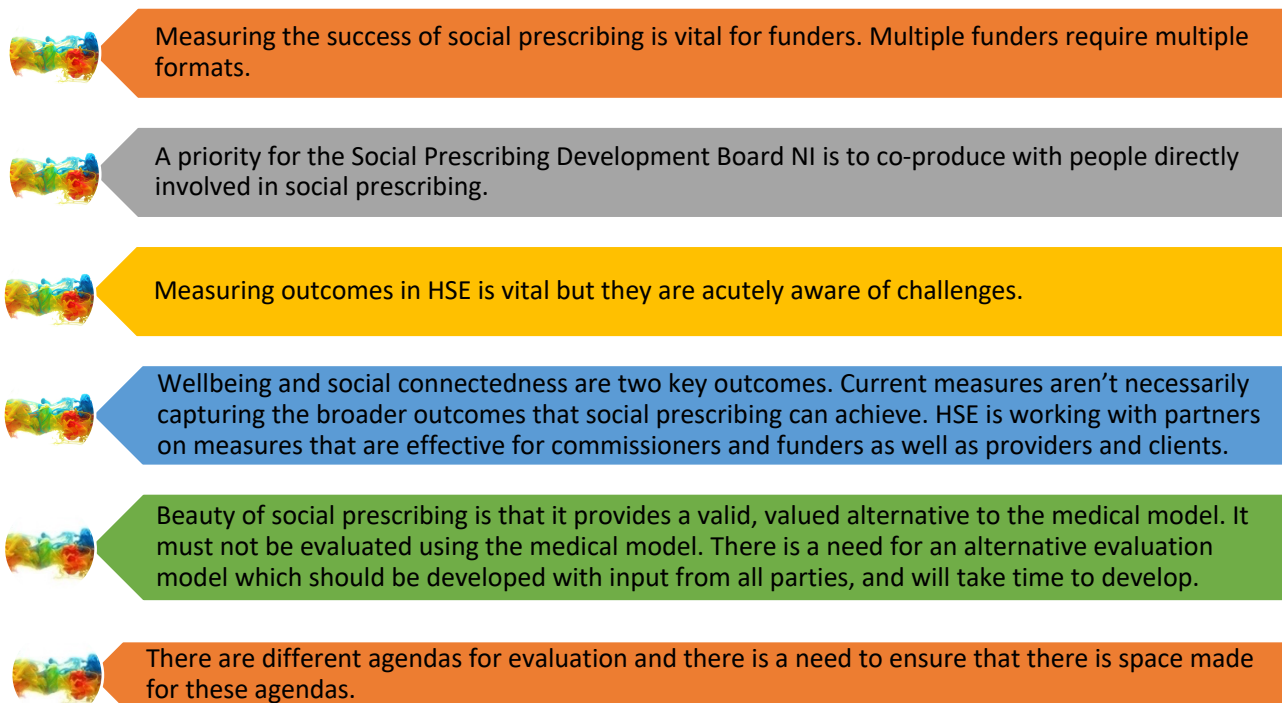 Measuring the success of social prescribing is vital for funders. Multiple funders require multiple
formats.
A priority for the Social Prescribing Development Board NI is to co-produce with people directly
involved in social prescribing.
Measuring outcomes in HSE is vital but they are acutely aware of challenges.
Wellbeing and social connectedness are two key outcomes. Current measures aren’t necessarily
capturing the broader outcomes that social prescribing can achieve. HSE is working with partners
on measures that are effective for commissioners and funders as well as providers and clients.
Beauty of social prescribing is that it provides a valid, valued alternative to the medical model. It
must not be evaluated using the medical model. There is a need for an alternative evaluation
model which should be developed with input from all parties, and will take time to develop.
There are different agendas for evaluation and there is a need to ensure that there is space made
for these agendas.